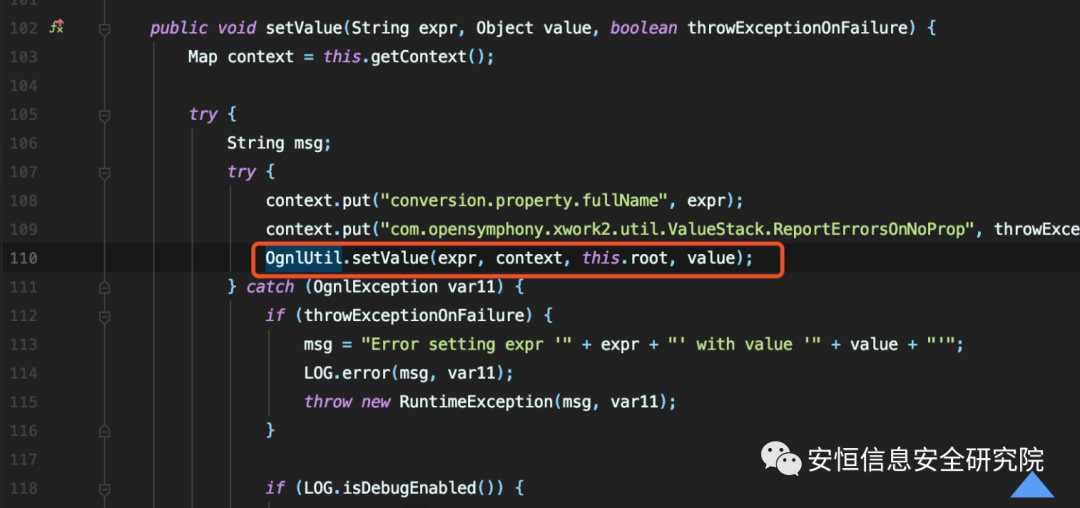 101
102 public void setValue(String expr, Object value, boolean throwExceptionOnFailure) {
103 Map context = this.getContext();
104
105 try {
106 String msg;
107 try {
108 context.put("conversion.property.fullName", expr);
109 context.put("com.opensymphony.xwork2.util.ValueStack.ReportErrorsOnNoProp", throwExce
110 OgnlUtil.setValue(expr, context, this.root, value);
111 } catch (OgnlException var11) {
112 if (throwExceptionOnFailure) {
113 msg = "Error setting expr '" + expr + "' with value '" + value + "'";
114 LOG.error(msg, var11);
115 throw new RuntimeException(msg, var11);
116 }
117
118 if (LOG.isDebugEnabled()) {
安恒信息安全研究院